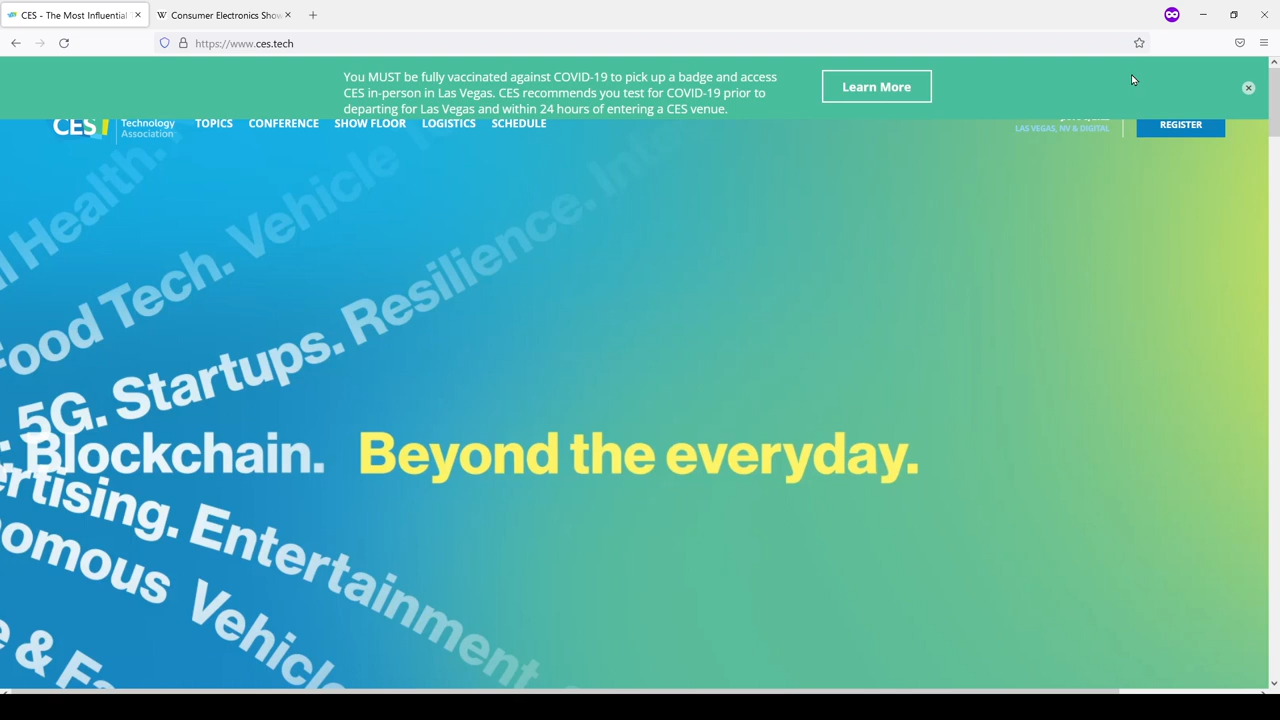 CES - The Most Influential T
Consumer Electronics Show
https://www.ces.tech
You MUST be fully vaccinated against COVID-19 to pick up a badge and access
CES in-person in Las Vegas. CES recommends you test for COVID-19 prior to
departing for Las Vegas and within 24 hours of entering a CES venue.
Learn More
CES
Technology
Association
TOPICS
CONFERENCE
SHOW FLOOR
LOGISTICS
SCHEDULE
LAS VEGAS, NV & DIGITAL
REGISTER
Health.
Food Tech. Vehicle
5G. Startups. Resilience.
Blockchain. Beyond the everyday.
Entertainment